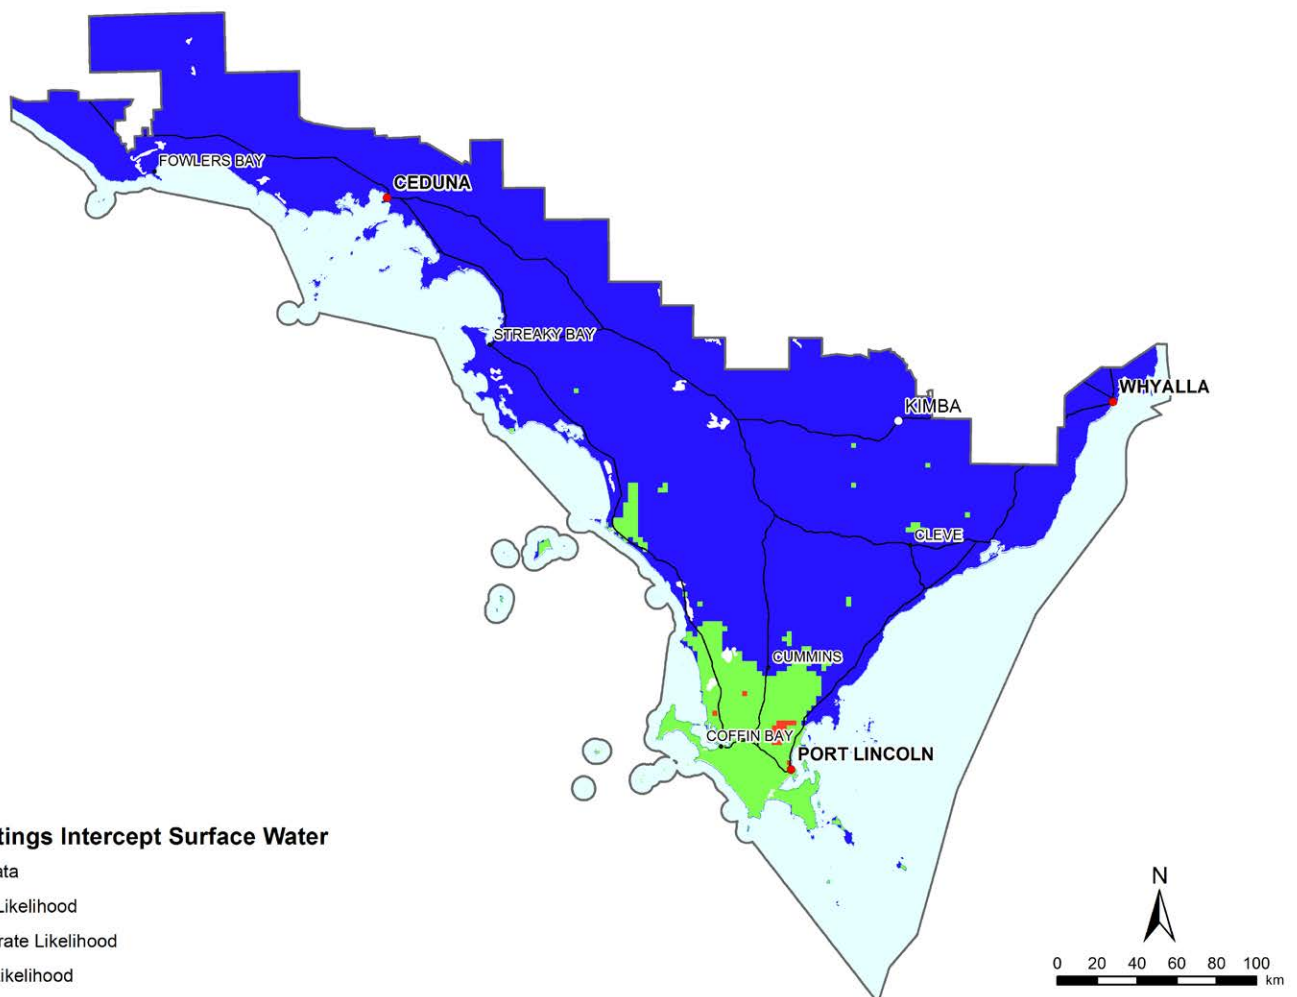 FOWLERS BAY
CEDUNA
STREAKY BAY
WHYALLA
KIMBA
CLEVE
CUMMINS
COFFIN BAY
PORT LINCOLN
tings Intercept Surface Water
ata
Likelihood
rate Likelihood
ikelihood
N
0 20 40 60 80 100
km